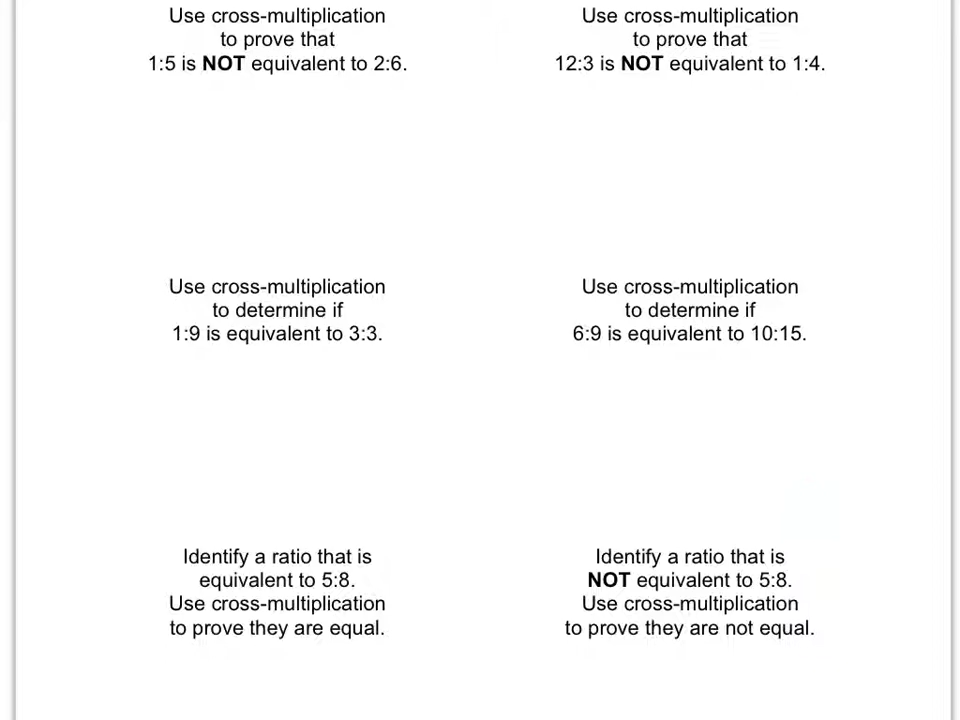 Use cross-multiplication
to prove that
1:5 is NOT equivalent to 2:6.
Use cross-multiplication
to prove that
12:3 is NOT equivalent to 1:4.
Use cross-multiplication
to determine if
1:9 is equivalent to 3:3.
Use cross-multiplication
to determine if
6:9 is equivalent to 10:15.
Identify a ratio that is
equivalent to 5:8.
Use cross-multiplication
to prove they are equal.
Identify a ratio that is
NOT equivalent to 5:8.
Use cross-multiplication
to prove they are not equal.